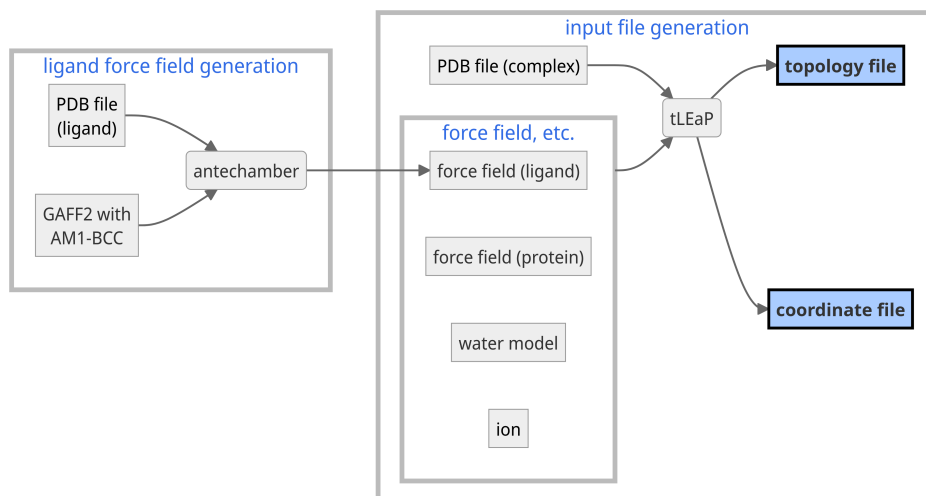 ligand force field generation
PDB file
(ligand)
GAFF2 with
AM1-BCC
antechamber
input file generation
PDB file (complex)
force field, etc.
force field (ligand)
force field (protein)
water model
ion
tLEaP
topology file
coordinate file